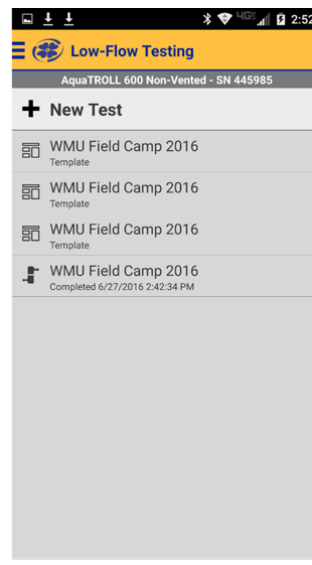 4G 2:52
Low-Flow Testing
AquaTROLL 600 Non-Vented - SN 445985
New Test
WMU Field Camp 2016
Template
WMU Field Camp 2016
Template
WMU Field Camp 2016
Template
WMU Field Camp 2016
Completed 6/27/2016 2:42:34 PM